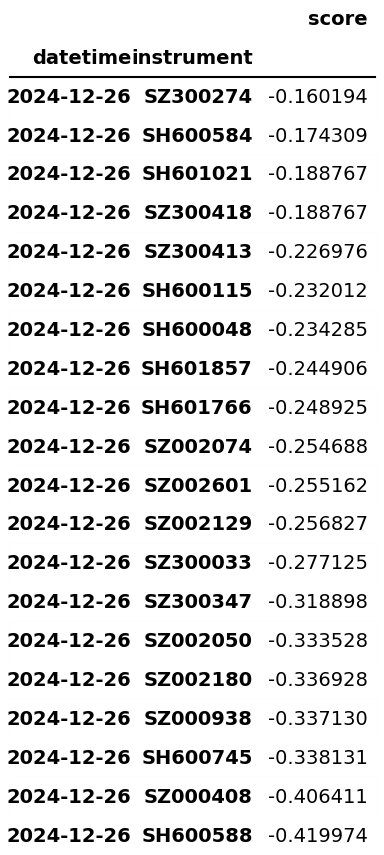 score
datetime instrument
2024-12-26 SZ300274 -0.160194
2024-12-26 SH600584 -0.174309
2024-12-26 SH601021 -0.188767
2024-12-26 SZ300418 -0.188767
2024-12-26 SZ300413 -0.226976
2024-12-26 SH600115 -0.232012
2024-12-26 SH600048 -0.234285
2024-12-26 SH601857 -0.244906
2024-12-26 SH601766 -0.248925
2024-12-26 SZ002074 -0.254688
2024-12-26 SZ002601 -0.255162
2024-12-26 SZ002129 -0.256827
2024-12-26 SZ300033 -0.277125
2024-12-26 SZ300347 -0.318898
2024-12-26 SZ002050 -0.333528
2024-12-26 SZ002180 -0.336928
2024-12-26 SZ000938 -0.337130
2024-12-26 SH600745 -0.338131
2024-12-26 SZ000408 -0.406411
2024-12-26 SH600588 -0.419974